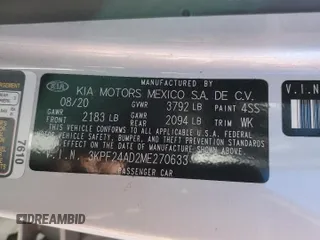 MANUFACTURED BY
KIA KIA MOTORS MEXICO S.A. DE C.V.
08/20 GVWR 3792 LB PAINT 4SS
GAWR FRONT 2183 LB GAWR REAR 2094 LB TRIM WK
THIS VEHICLE CONFORMS TO ALL APPLICABLE U.S. FEDERAL MOTOR VEHICLE
SAFETY, BUMPER, AND THEFT PREVENTION STANDARDS
IN EFFECT ON THE DATE OF MANUFACTURE SHOWN ABOVE.
V.I.N. 3KPF24AD2ME270633
PASSENGER CAR
7610
V.I.N.
DREAMBID